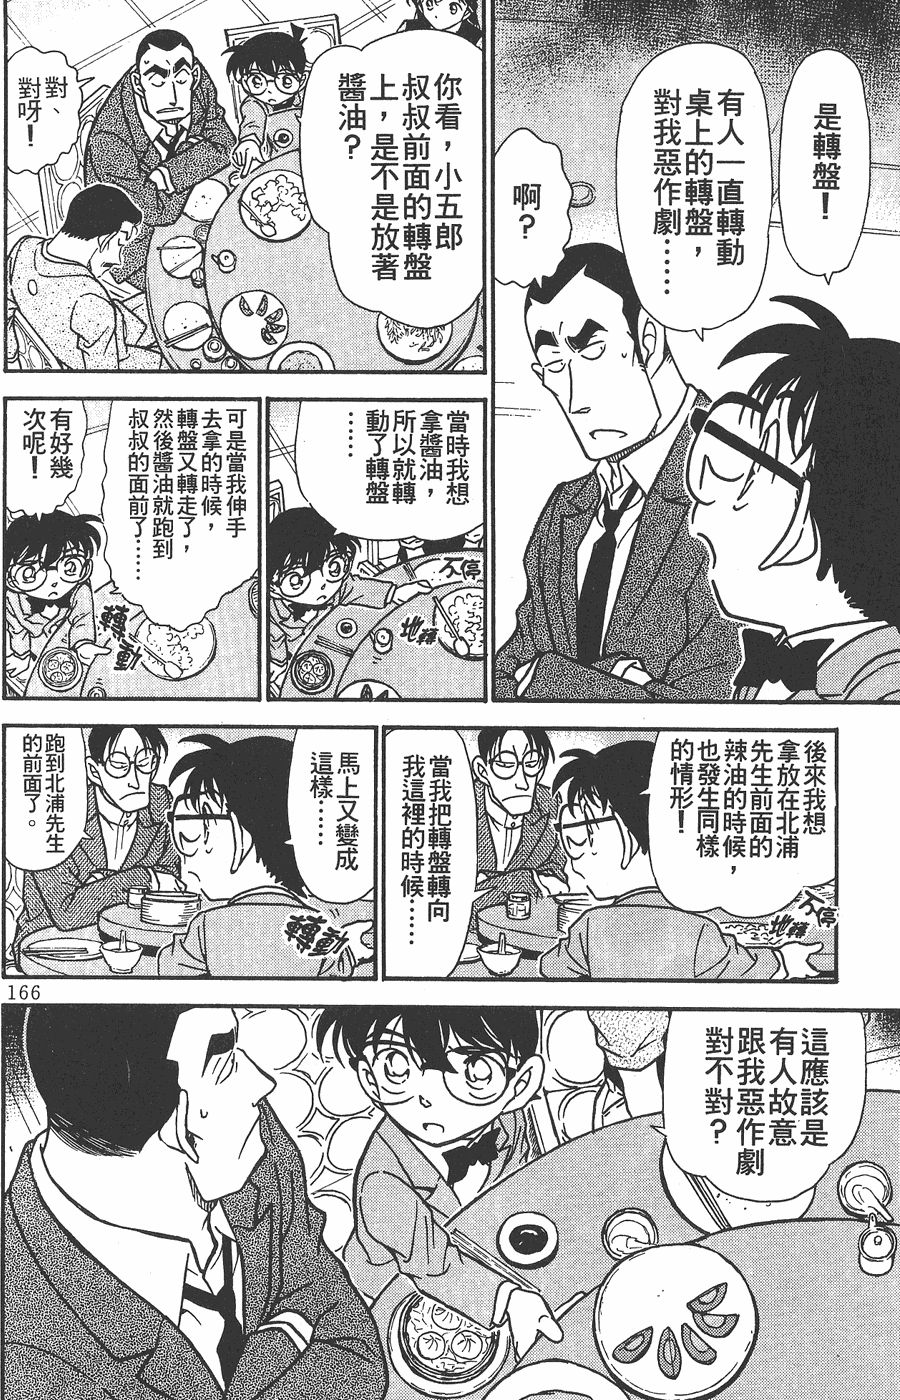 是轉盤！
有人一直轉動
桌上的轉盤，
對我惡作劇……
啊？
你看，小五郎
叔叔前面的轉盤
上，是不是放著
醬油？
對、
對呀！
當時我想
拿醬油，
所以就轉
動了轉盤
……
不停
地轉
可是當我伸手
去拿的時候，
轉盤又轉走了，
然後醬油就跑到
叔叔的面前了……
有好幾
次呢！
轉動
後來我想
拿放在北浦
先生前面的
辣油的時候，
也發生同樣
的情形！
當我把轉盤轉向
我這裡的時候……
不停
地轉
馬上又變成
這樣……
跑到北浦先生
的前面了。
轉動
166
這應該是
有人故意
跟我惡作劇
對不對？